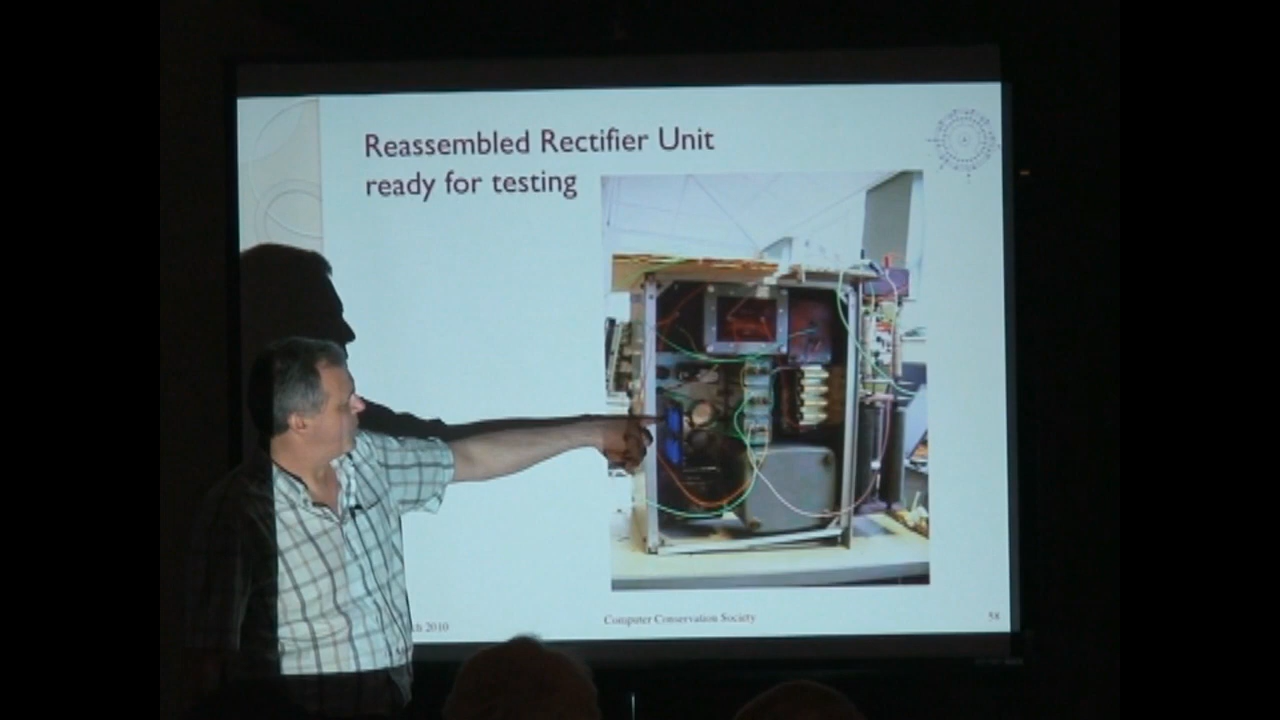 Reassembled Rectifier Unit
ready for testing
2010
Computer Conservation Society
58